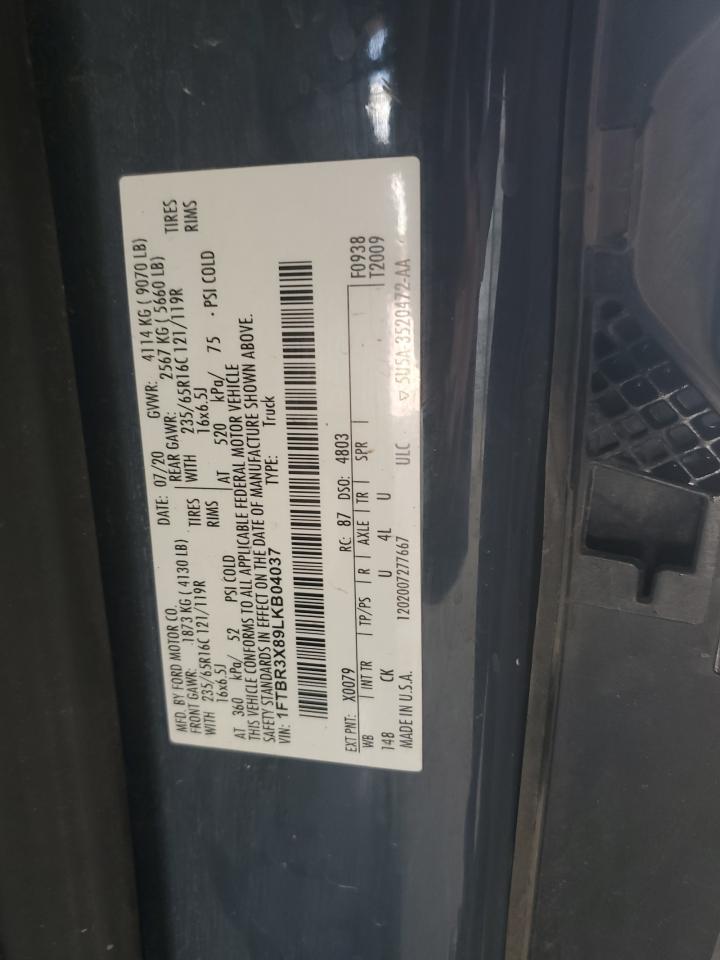 MFD. BY FORD MOTOR CO.
DATE: 07/20 GVWR: 4114 KG ( 9070 LB)
FRONT GAWR: 1873 KG ( 4130 LB)
REAR GAWR: 2567 KG ( 5660 LB)
WITH 235/65R16C 121/119R TIRES
WITH 235/65R16C 121/119R TIRES
16x6.5J RIMS
16x6.5J RIMS
AT 360 kPa/ 52 PSI COLD
AT 520 kPa/ 75 PSI COLD
THIS VEHICLE CONFORMS TO ALL APPLICABLE FEDERAL MOTOR VEHICLE
SAFETY STANDARDS IN EFFECT ON THE DATE OF MANUFACTURE SHOWN ABOVE.
VIN: 1FTBR3X89LKB04037 TYPE: Truck
EXT PNT: X0079 RC: 87 DSO: 4803 F0938
WB INT TR TP/PS R AXLE TR SPR T2009
148 CK U 4L U
MADE IN U.S.A. 1202007277667 ULC ▽ 5U5A-3520472-AA